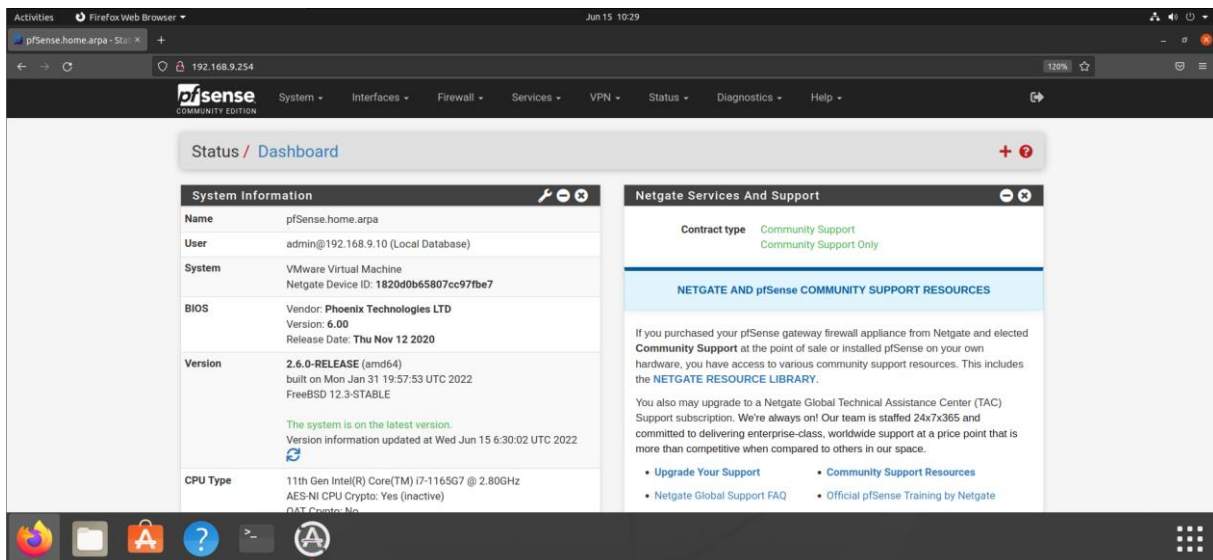 Activities Firefox Web Browser Jun 15 10:29
pfSense.home.arpa - Sta
192.168.9.254 120%
pfsense System Interfaces Firewall Services VPN Status Diagnostics Help
COMMUNITY EDITION
Status / Dashboard
System Information
Name pfSense.home.arpa
User admin@192.168.9.10 (Local Database)
System VMware Virtual Machine
Netgate Device ID: 1820d0b65807cc97fbe7
BIOS Vendor: Phoenix Technologies LTD
Version: 6.00
Release Date: Thu Nov 12 2020
Version 2.6.0-RELEASE (amd64)
built on Mon Jan 31 19:57:53 UTC 2022
FreeBSD 12.3-STABLE
The system is on the latest version.
Version information updated at Wed Jun 15 6:30:02 UTC 2022
CPU Type 11th Gen Intel(R) Core(TM) i7-1165G7 @ 2.80GHz
AES-NI CPU Crypto: Yes (inactive)
QAT Crypto: No
Netgate Services And Support
Contract type Community Support
Community Support Only
NETGATE AND pfSense COMMUNITY SUPPORT RESOURCES
If you purchased your pfSense gateway firewall appliance from Netgate and elected
Community Support at the point of sale or installed pfSense on your own
hardware, you have access to various community support resources. This includes
the NETGATE RESOURCE LIBRARY.
You also may upgrade to a Netgate Global Technical Assistance Center (TAC)
Support subscription. We're always on! Our team is staffed 24x7x365 and
committed to delivering enterprise-class, worldwide support at a price point that is
more than competitive when compared to others in our space.
• Upgrade Your Support • Community Support Resources
• Netgate Global Support FAQ • Official pfSense Training by Netgate